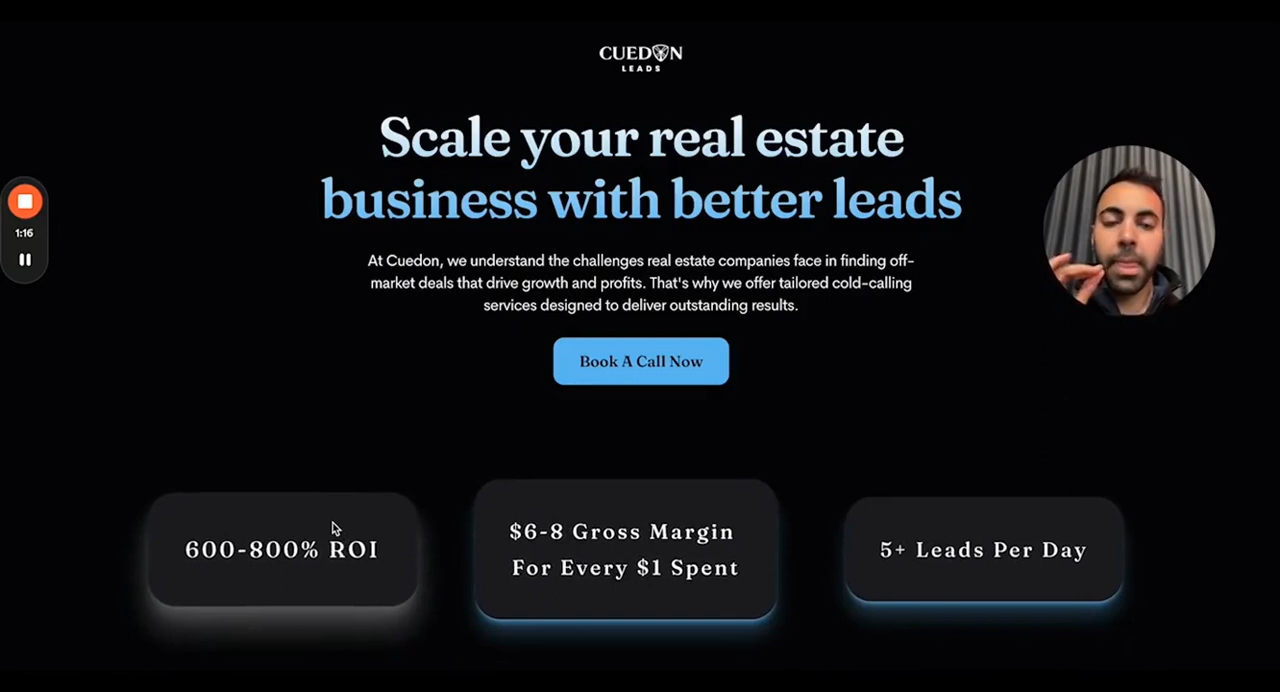 CUEDON
LEADS
Scale your real estate
business with better leads
At Cuedon, we understand the challenges real estate companies face in finding off-
market deals that drive growth and profits. That's why we offer tailored cold-calling
services designed to deliver outstanding results.
Book A Call Now
1:16
600-800% ROI
$6-8 Gross Margin
For Every $1 Spent
5+ Leads Per Day